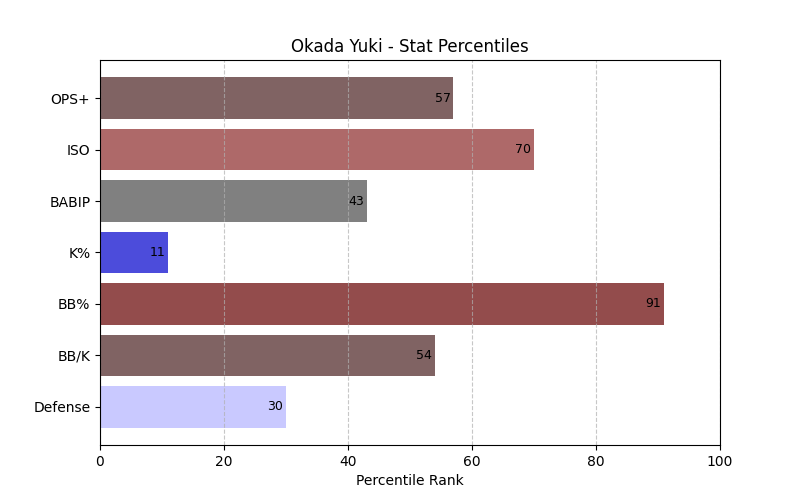 Okada Yuki - Stat Percentiles
OPS+ 57
ISO 70
BABIP 43
K% 11
BB% 91
BB/K 54
Defense 30
0 20 40 60 80 100
Percentile Rank